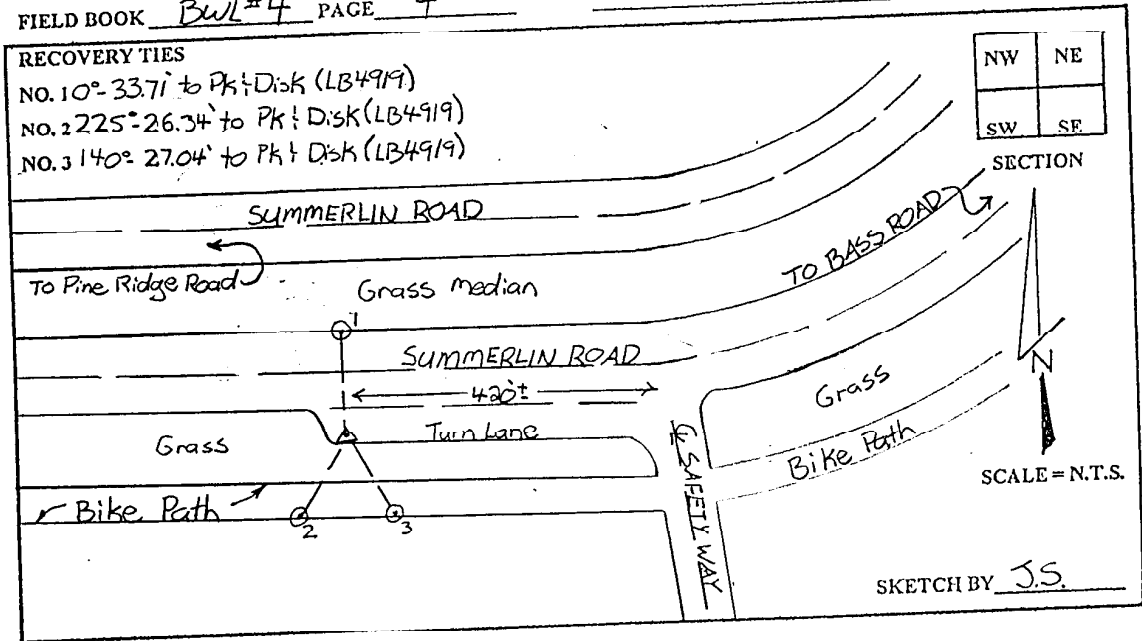 FIELD BOOK BWL #4 PAGE
RECOVERY TIES
NO. 1 0°-33.71' to PK & Disk (LB4919)
NO. 2 225°-26.34' to PK & Disk (LB4919)
NO. 3 140°-27.04' to PK & Disk (LB4919)
NW NE
SW SE
SECTION
SUMMERLIN ROAD
TO BASS ROAD
To Pine Ridge Road
Grass Median
1
SUMMERLIN ROAD
420'±
Grass
Turn Lane
Grass
Bike Path
N
SCALE = N.T.S.
Bike Path
2
3
℄ SAFETY WAY
SKETCH BY J.S.